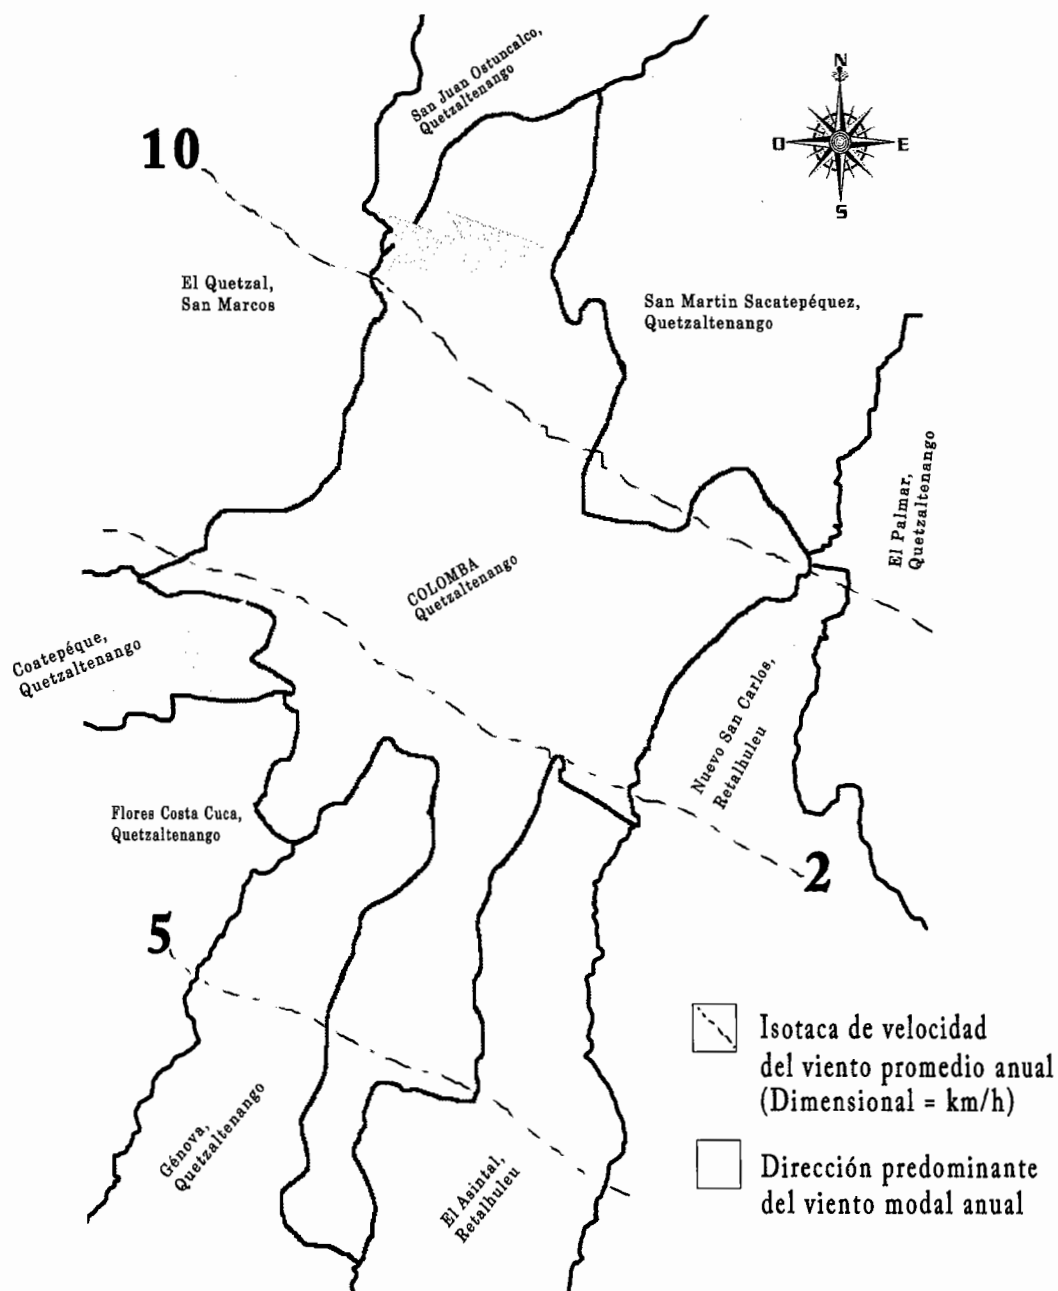 San Juan Ostuncalco,
Quetzaltenango
N
O
E
S
10
El Quetzal,
San Marcos
San Martin Sacatepéquez,
Quetzaltenango
El Palmar,
Quetzaltenango
COLOMBA
Quetzaltenango
Coatepéque,
Quetzaltenango
Nuevo San Carlos,
Retalhuleu
Flores Costa Cuca,
Quetzaltenango
2
5
Isotaca de velocidad
del viento promedio anual
(Dimensional = km/h)
Génova,
Quetzaltenango
El Asintal,
Retalhuleu
Dirección predominante
del viento modal anual